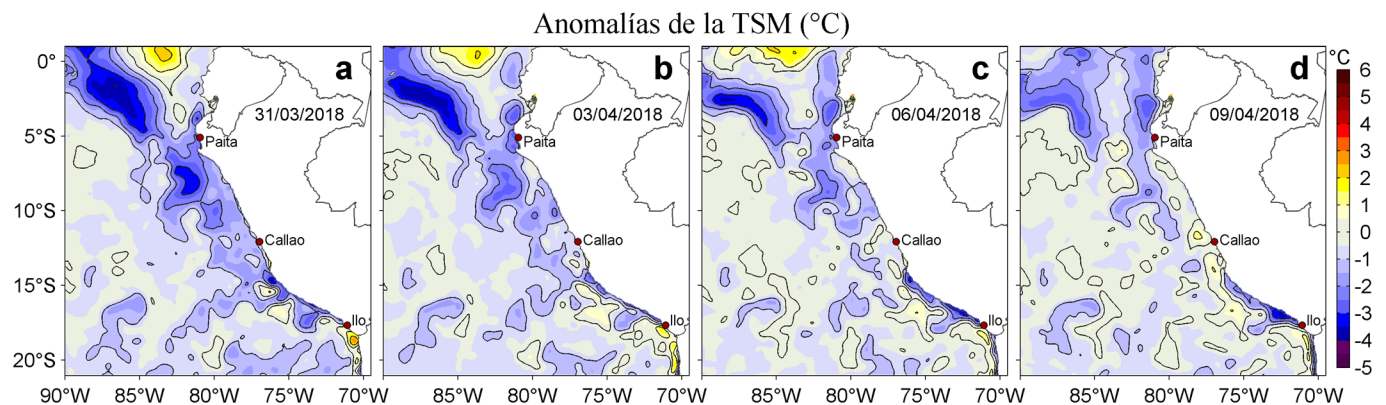 Anomalías de la TSM (°C)
a
b
c
d
31/03/2018
03/04/2018
06/04/2018
09/04/2018
0°
5°S
10°S
15°S
20°S
Paita
Callao
Ilo
Paita
Callao
Ilo
Paita
Callao
Ilo
Paita
Callao
Ilo
90°W 85°W 80°W 75°W 70°W
85°W 80°W 75°W 70°W
85°W 80°W 75°W 70°W
85°W 80°W 75°W 70°W
°C
6
5
4
3
2
1
0
-1
-2
-3
-4
-5